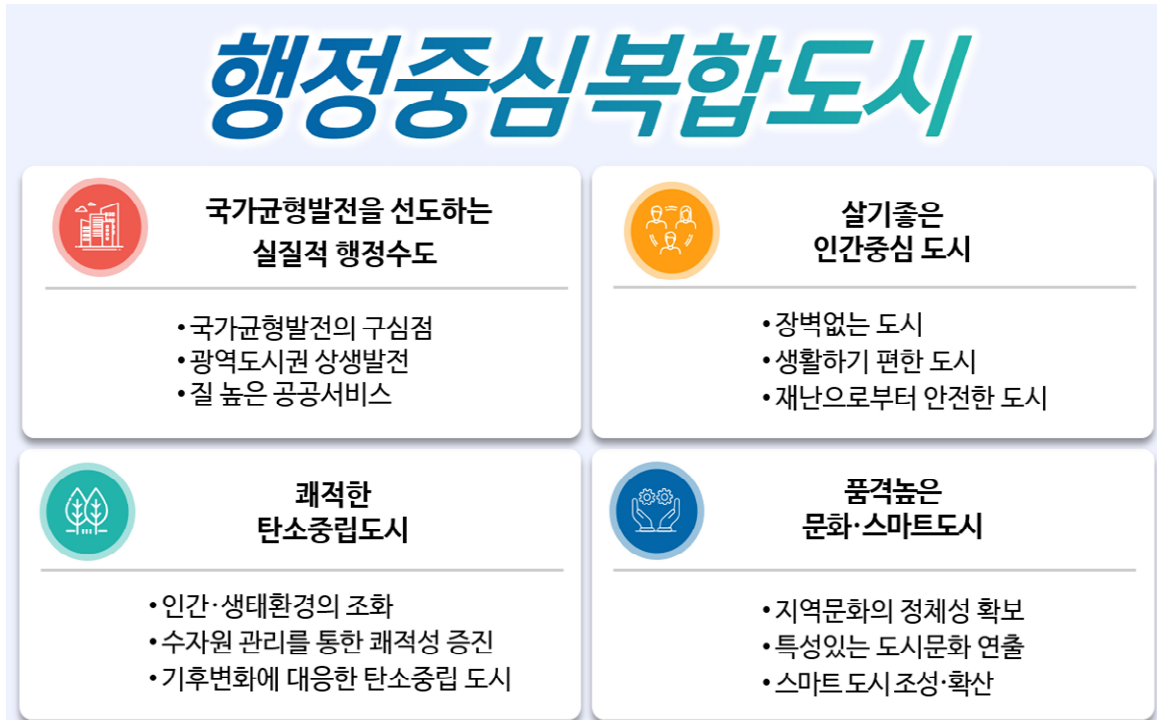 행정중심복합도시
국가균형발전을 선도하는
실질적 행정수도
•국가균형발전의 구심점
•광역도시권 상생발전
•질 높은 공공서비스
살기좋은
인간중심 도시
•장벽없는 도시
•생활하기 편한 도시
•재난으로부터 안전한 도시
쾌적한
탄소중립도시
•인간·생태환경의 조화
•수자원 관리를 통한 쾌적성 증진
•기후변화에 대응한 탄소중립 도시
품격높은
문화·스마트도시
•지역문화의 정체성 확보
•특성있는 도시문화 연출
•스마트 도시 조성·확산